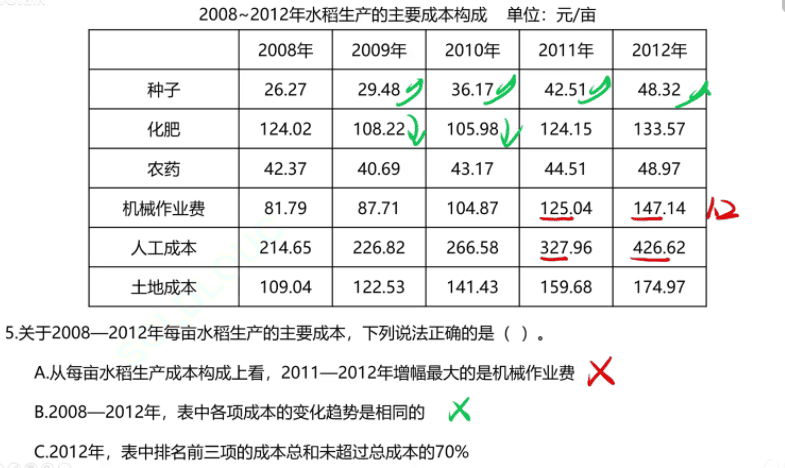 2008~2012年水稻生产的主要成本构成 单位：元/亩
2008年 2009年 2010年 2011年 2012年
种子 26.27 29.48 36.17 42.51 48.32
化肥 124.02 108.22 105.98 124.15 133.57
农药 42.37 40.69 43.17 44.51 48.97
机械作业费 81.79 87.71 104.87 125.04 147.14 12
人工成本 214.65 226.82 266.58 327.96 426.62
土地成本 109.04 122.53 141.43 159.68 174.97
5.关于2008—2012年每亩水稻生产的主要成本，下列说法正确的是（ ）。
A.从每亩水稻生产成本构成上看，2011—2012年增幅最大的是机械作业费
B.2008—2012年，表中各项成本的变化趋势是相同的
C.2012年，表中排名前三项的成本总和未超过总成本的70%